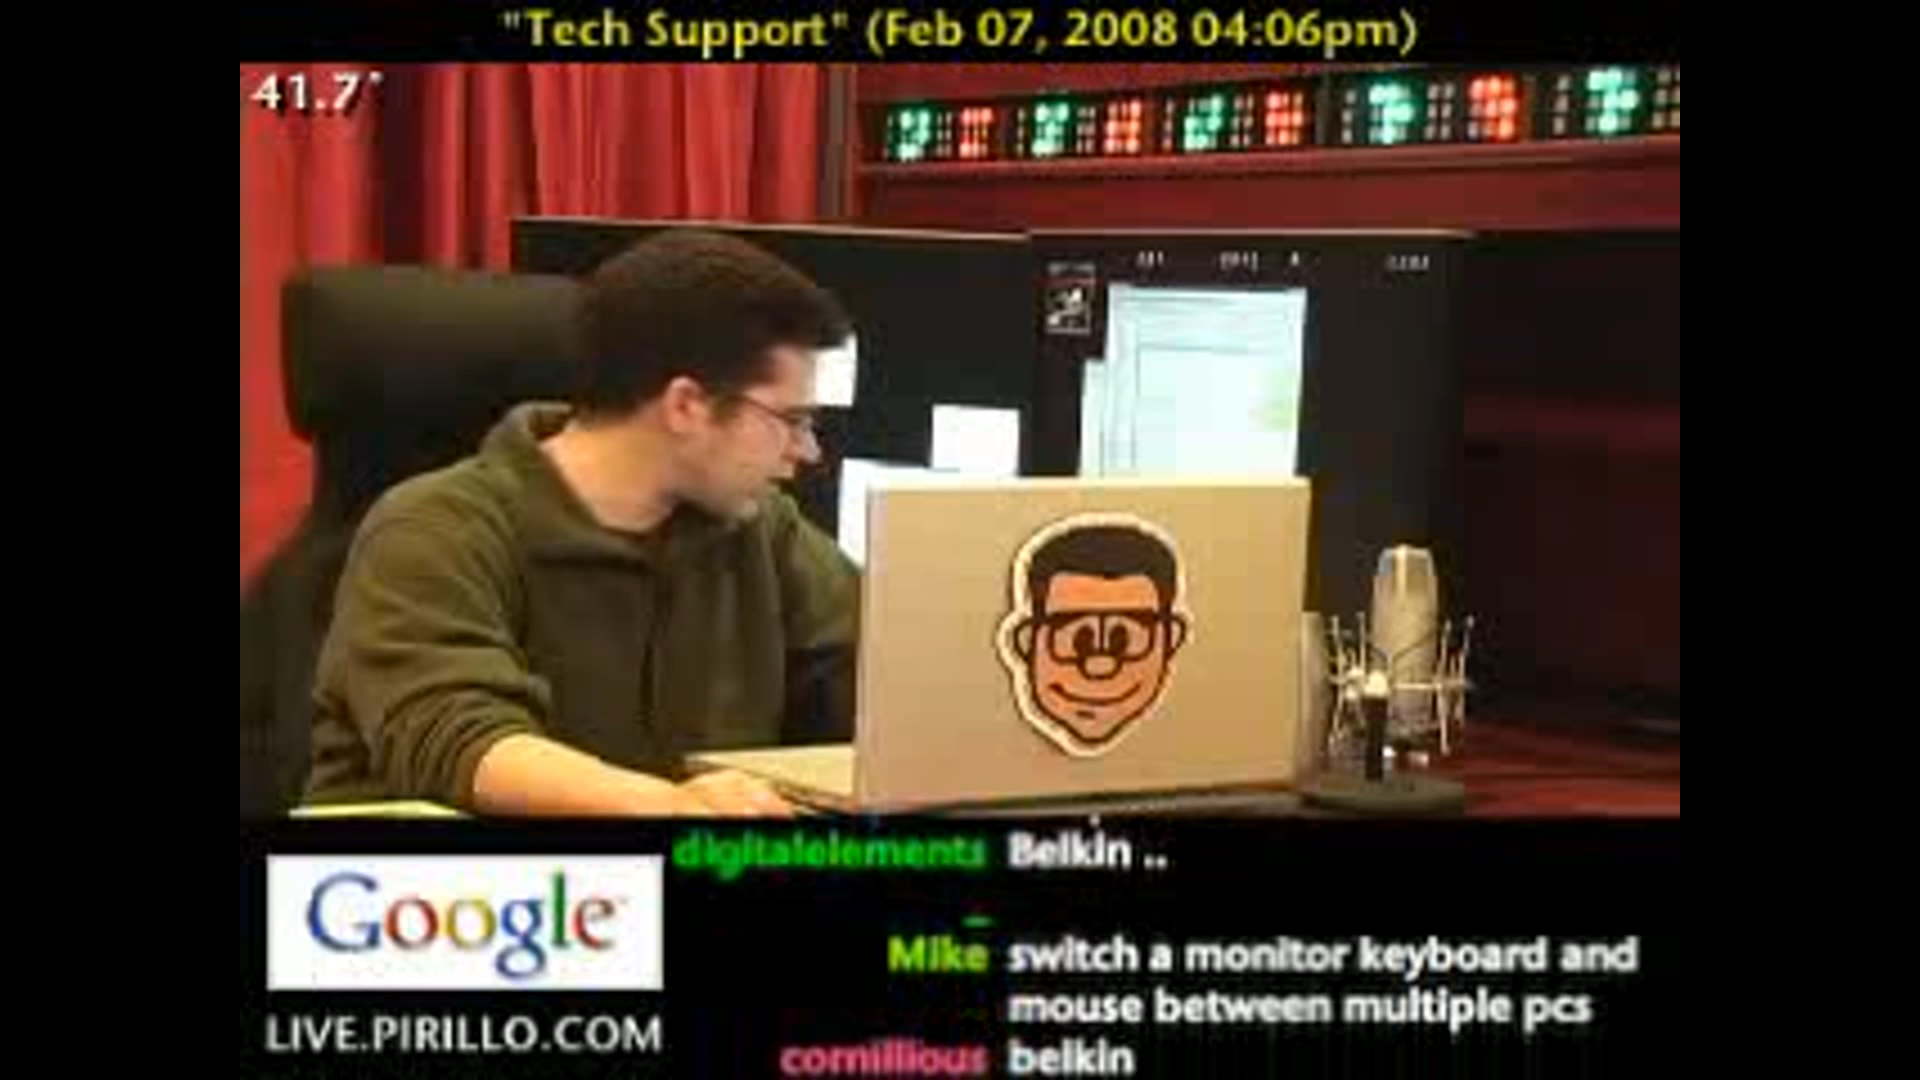 "Tech Support" (Feb 07, 2008 04:06pm)
41.7°
digitalelements Belkin ..
Google
Mike switch a monitor keyboard and
mouse between multiple pcs
LIVE.PIRILLO.COM
cornillious belkin